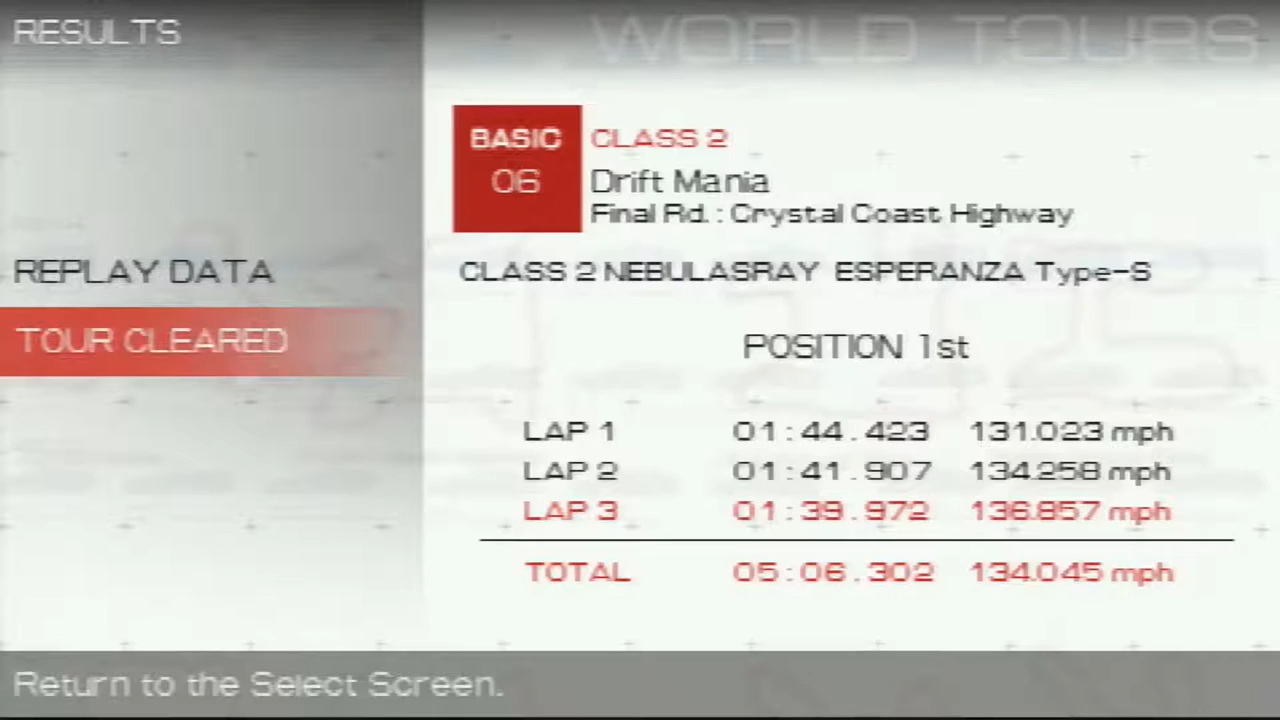 RESULTS
WORLD TOURS
BASIC
06
CLASS 2
Drift Mania
Final Rd. : Crystal Coast Highway
REPLAY DATA
TOUR CLEARED
CLASS 2 NEBULASRAY ESPERANZA Type-S
POSITION 1st
LAP 1 01:44.423 131.023 mph
LAP 2 01:41.907 134.258 mph
LAP 3 01:39.972 136.857 mph
TOTAL 05:06.302 134.045 mph
Return to the Select Screen.